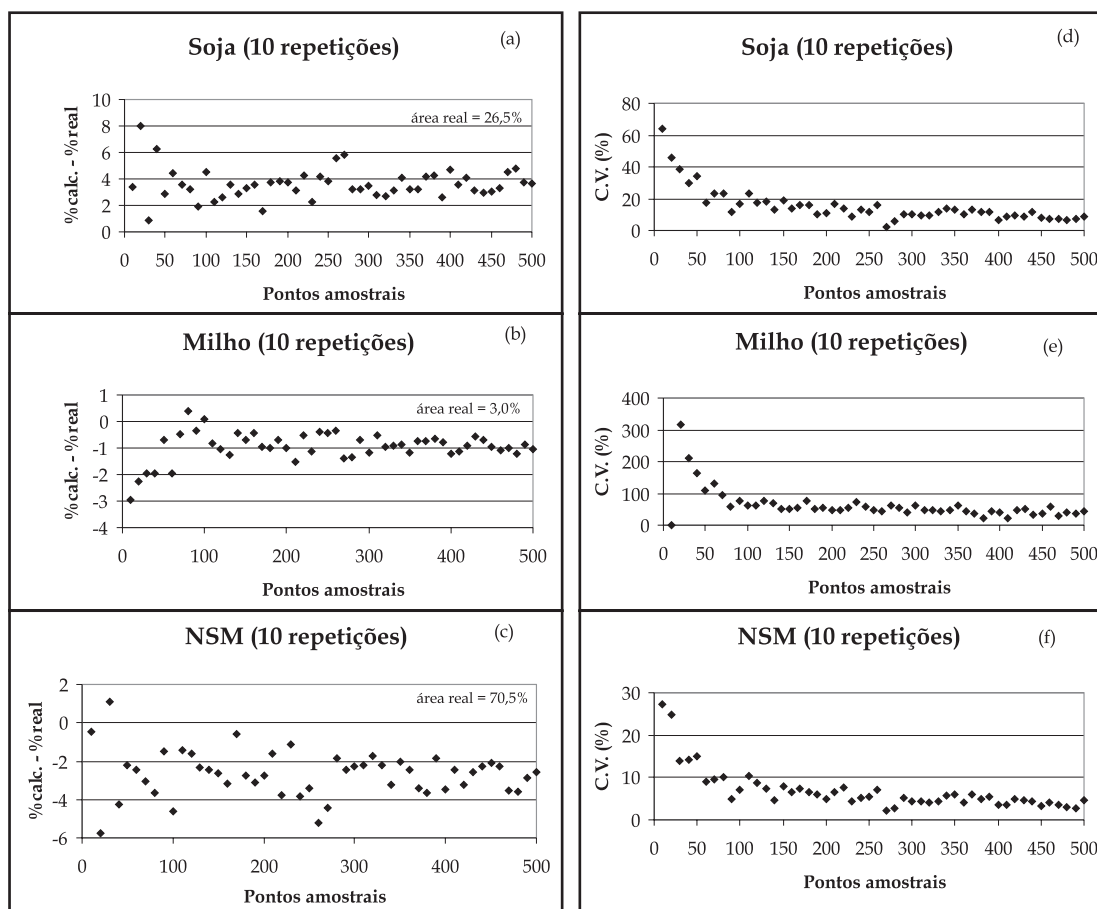 Soja (10 repetições)
(a)
área real = 26,5%
%calc. - %real
10
8
6
4
2
0
0 50 100 150 200 250 300 350 400 450 500
Pontos amostrais
Milho (10 repetições)
(b)
área real = 3,0%
%calc. - %real
1
0
-1
-2
-3
-4
0 100 200 300 400 500
Pontos amostrais
NSM (10 repetições)
(c)
área real = 70,5%
%calc. - %real
2
0
-2
-4
-6
0 100 200 300 400 500
Pontos amostrais
Soja (10 repetições)
(d)
C.V. (%)
80
60
40
20
0
0 50 100 150 200 250 300 350 400 450 500
Pontos amostrais
Milho (10 repetições)
(e)
C.V. (%)
400
300
200
100
0
0 50 100 150 200 250 300 350 400 450 500
Pontos amostrais
NSM (10 repetições)
(f)
C.V. (%)
30
20
10
0
0 50 100 150 200 250 300 350 400 450 500
Pontos amostrais